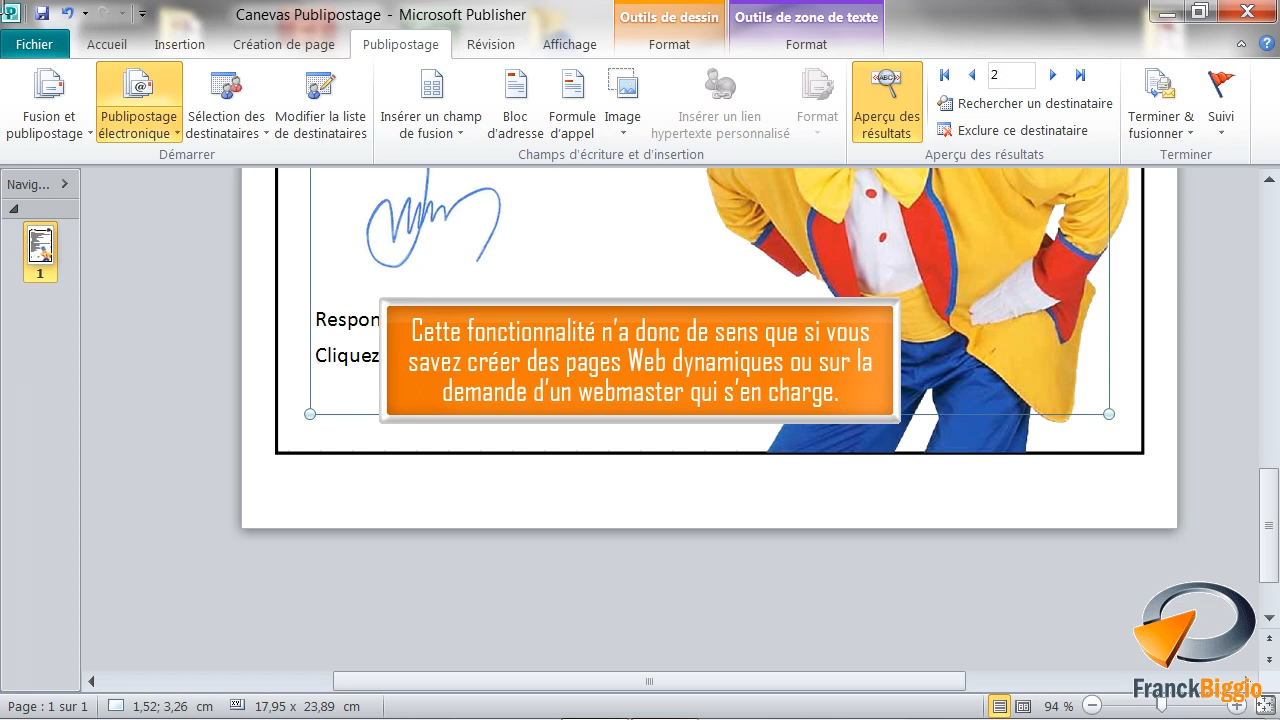 Canevas Publipostage - Microsoft Publisher
Outils de dessin
Outils de zone de texte
Fichier
Accueil
Insertion
Création de page
Publipostage
Révision
Affichage
Format
Format
Fusion et
publipostage
Publipostage
électronique
Sélection des
destinataires
Modifier la liste
de destinataires
Insérer un champ
de fusion
Bloc
d'adresse
Formule
d'appel
Image
Insérer un lien
hypertexte personnalisé
Format
Aperçu des
résultats
2
Rechercher un destinataire
Exclure ce destinataire
Terminer &
fusionner
Suivi
Démarrer
Champs d'écriture et d'insertion
Aperçu des résultats
Terminer
Navig...
1
Respon
Cliquez
Cette fonctionnalité n'a donc de sens que si vous
savez créer des pages Web dynamiques ou sur la
demande d'un webmaster qui s'en charge.
FranckBiggio
Page : 1 sur 1
1,52; 3,26 cm
17,95 x 23,89 cm
94 %